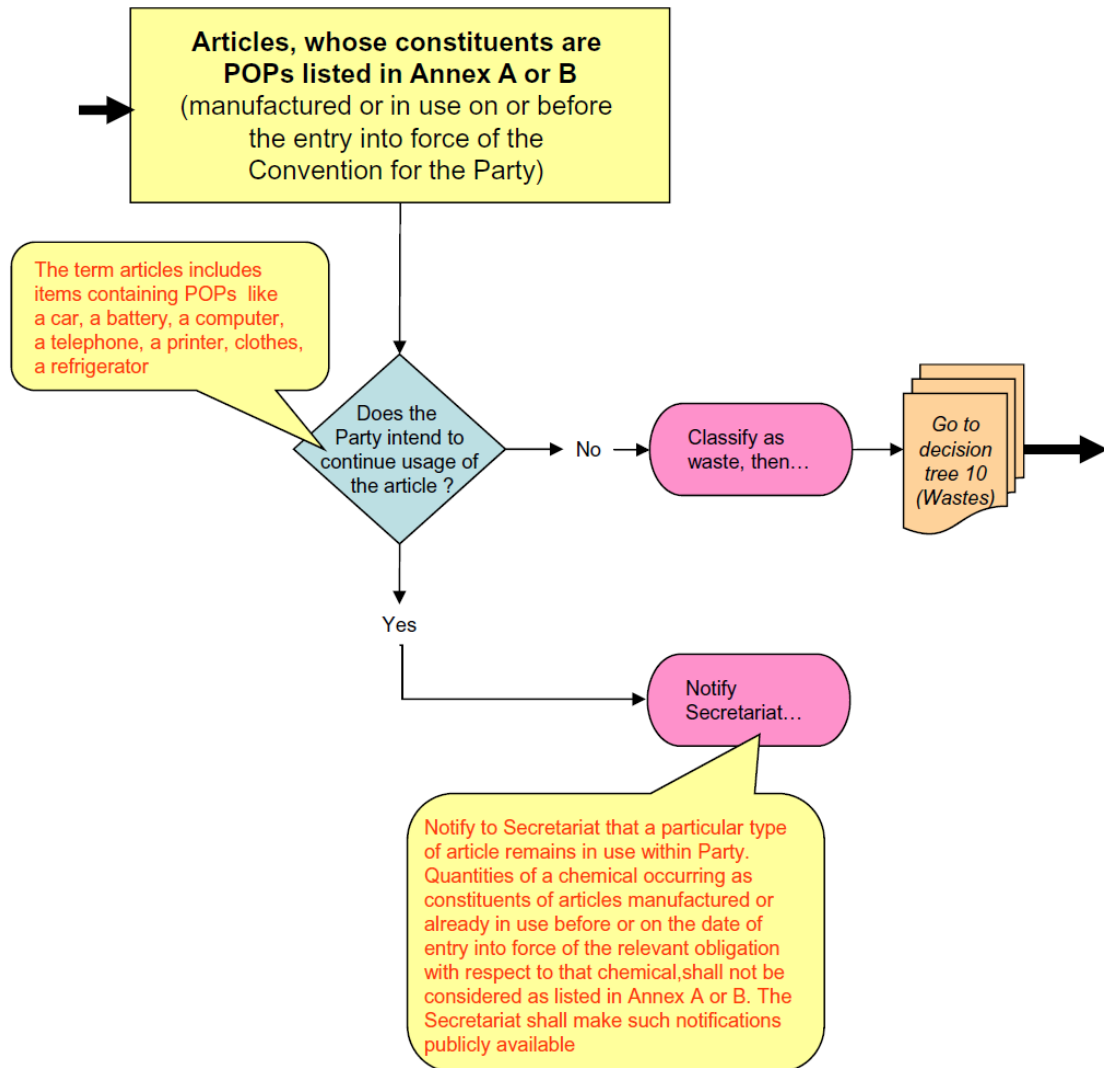 Articles, whose constituents are
POPs listed in Annex A or B
(manufactured or in use on or before
the entry into force of the
Convention for the Party)
The term articles includes
items containing POPs  like
a car, a battery, a computer,
a telephone, a printer, clothes,
a refrigerator
Does the
Party intend to
continue usage of
the article ?
No
Classify as
waste, then…
Go to
decision
tree 10
(Wastes)
Yes
Notify
Secretariat…
Notify to Secretariat that a particular type
of article remains in use within Party.
Quantities of a chemical occurring as
constituents of articles manufactured or
already in use before or on the date of
entry into force of the relevant obligation
with respect to that chemical,shall not be
considered as listed in Annex A or B. The
Secretariat shall make such notifications
publicly available